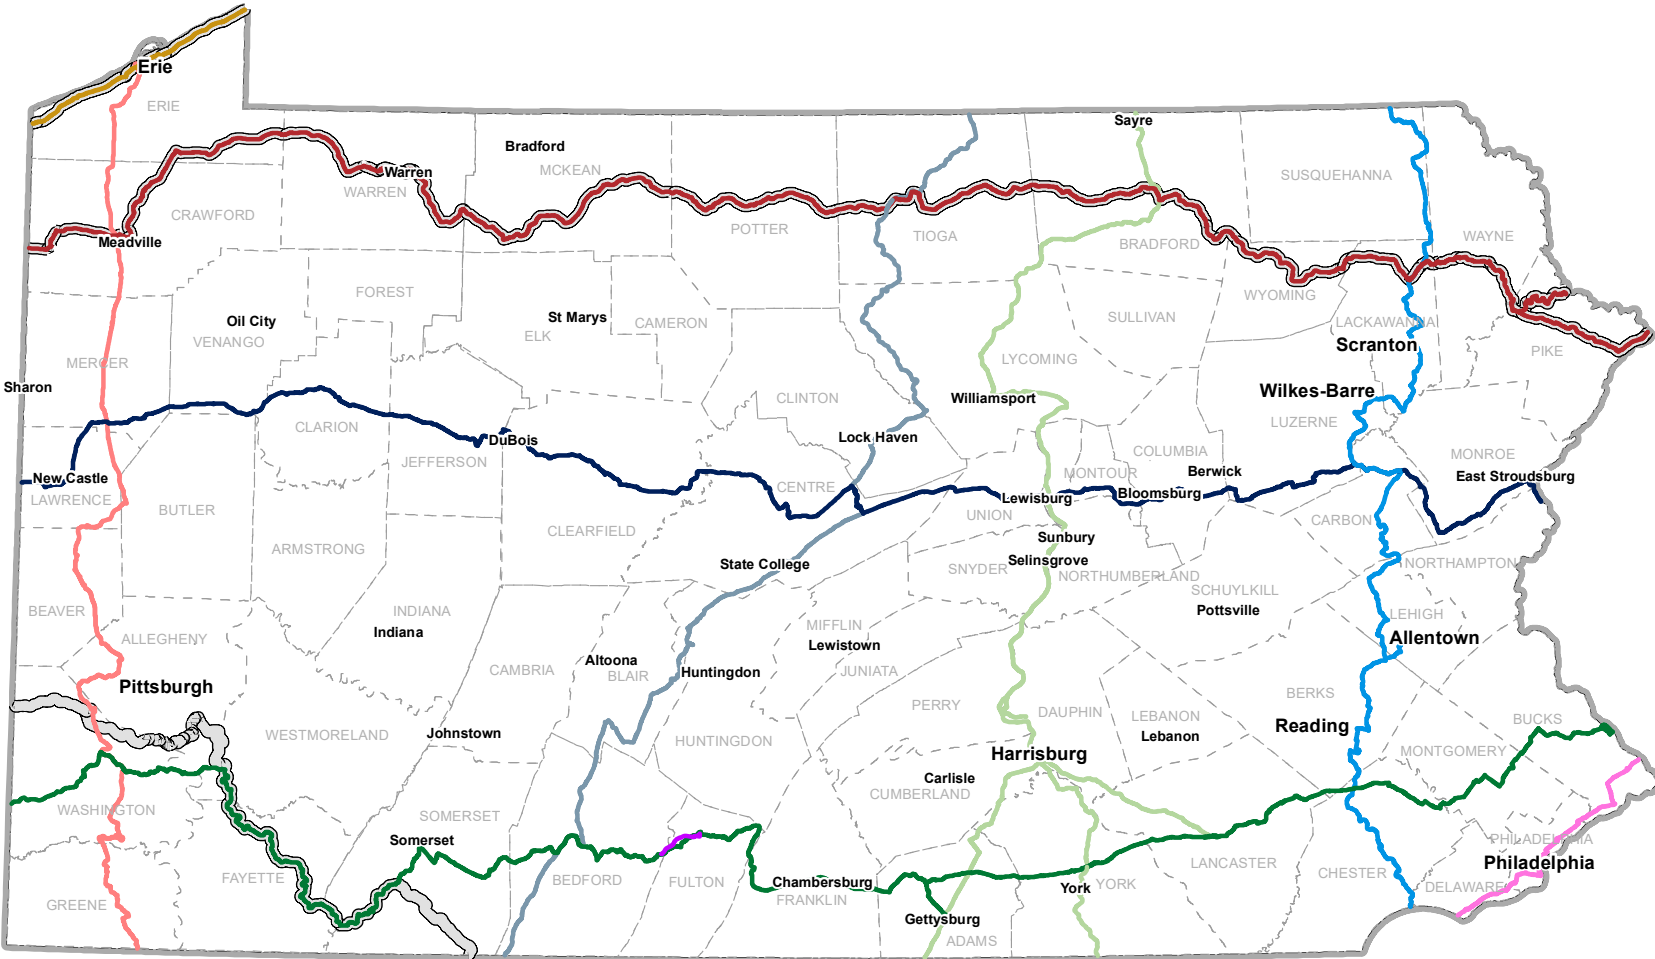 Erie
ERIE
Sayre
Bradford
MCKEAN
Warren
WARREN
SUSQUEHANNA
CRAWFORD
POTTER
TIOGA
BRADFORD
WAYNE
Meadville
FOREST
WYOMING
Oil City
VENANGO
St Marys
ELK
CAMERON
SULLIVAN
LACKAWANNA
Scranton
PIKE
MERCER
LYCOMING
Sharon
Williamsport
CLINTON
Wilkes-Barre
LUZERNE
CLARION
DuBois
JEFFERSON
Lock Haven
COLUMBIA
MONTOUR
Berwick
MONROE
East Stroudsburg
New Castle
LAWRENCE
BUTLER
CENTRE
Lewisburg
Bloomsburg
UNION
CARBON
CLEARFIELD
ARMSTRONG
Sunbury
Selinsgrove
State College
SNYDER
NORTHUMBERLAND
NORTHAMPTON
SCHUYLKILL
Pottsville
BEAVER
INDIANA
Indiana
ALLEGHENY
MIFFLIN
Lewistown
LEHIGH
Allentown
CAMBRIA
Altoona
BLAIR
Huntingdon
JUNIATA
Pittsburgh
BERKS
PERRY
DAUPHIN
LEBANON
Lebanon
Reading
BUCKS
WESTMORELAND
Johnstown
HUNTINGDON
Harrisburg
MONTGOMERY
Carlisle
CUMBERLAND
WASHINGTON
SOMERSET
Somerset
PHILADELPHIA
Philadelphia
FAYETTE
BEDFORD
FULTON
Chambersburg
FRANKLIN
York
YORK
LANCASTER
CHESTER
DELAWARE
GREENE
Gettysburg
ADAMS